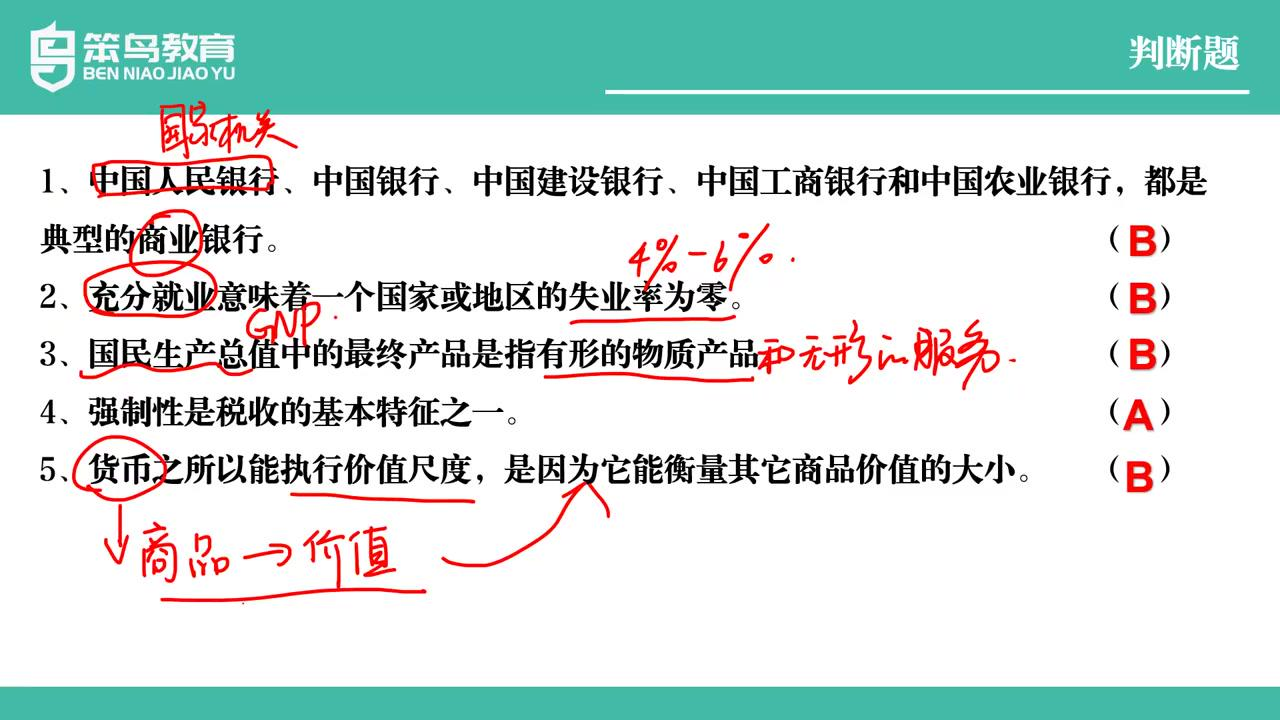 笨鸟教育
BEN NIAO JIAO YU
判断题
国家机关
1、中国人民银行、中国银行、中国建设银行、中国工商银行和中国农业银行，都是
典型的商业银行。 （B）
4%-6%.
2、充分就业意味着一个国家或地区的失业率为零。 （B）
GNP.
3、国民生产总值中的最终产品是指有形的物质产品和无形的服务. （B）
4、强制性是税收的基本特征之一。 （A）
5、货币之所以能执行价值尺度，是因为它能衡量其它商品价值的大小。 （B）
商品→价值